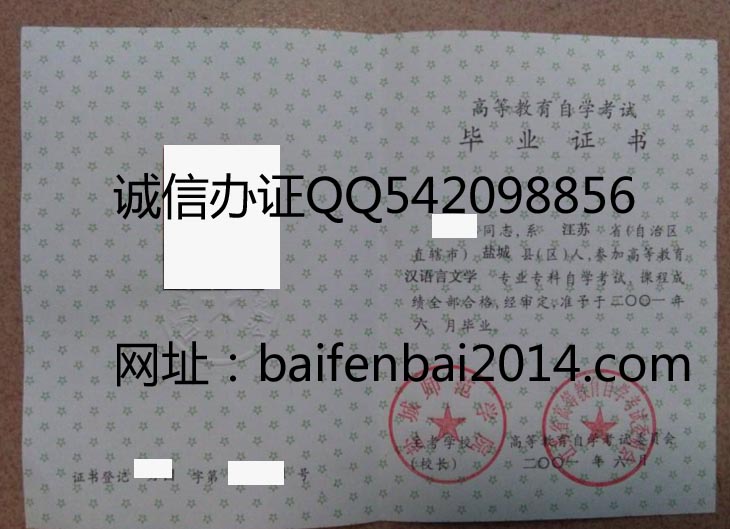 高等教育自学考试
毕业证书
诚信办证QQ542098856
同志,系 江苏 省(自治区
直辖市) 盐城 县(区)人,参加高等教育
汉语言文学 专业专科自学考试,课程成
绩全部合格,经审定,准予于二〇〇一年
六 月毕业。
网址：baifenbai2014.com
主考学校 高等教育自学考试委员会
(校长) 二〇〇一年六月
证书登记 字第 号